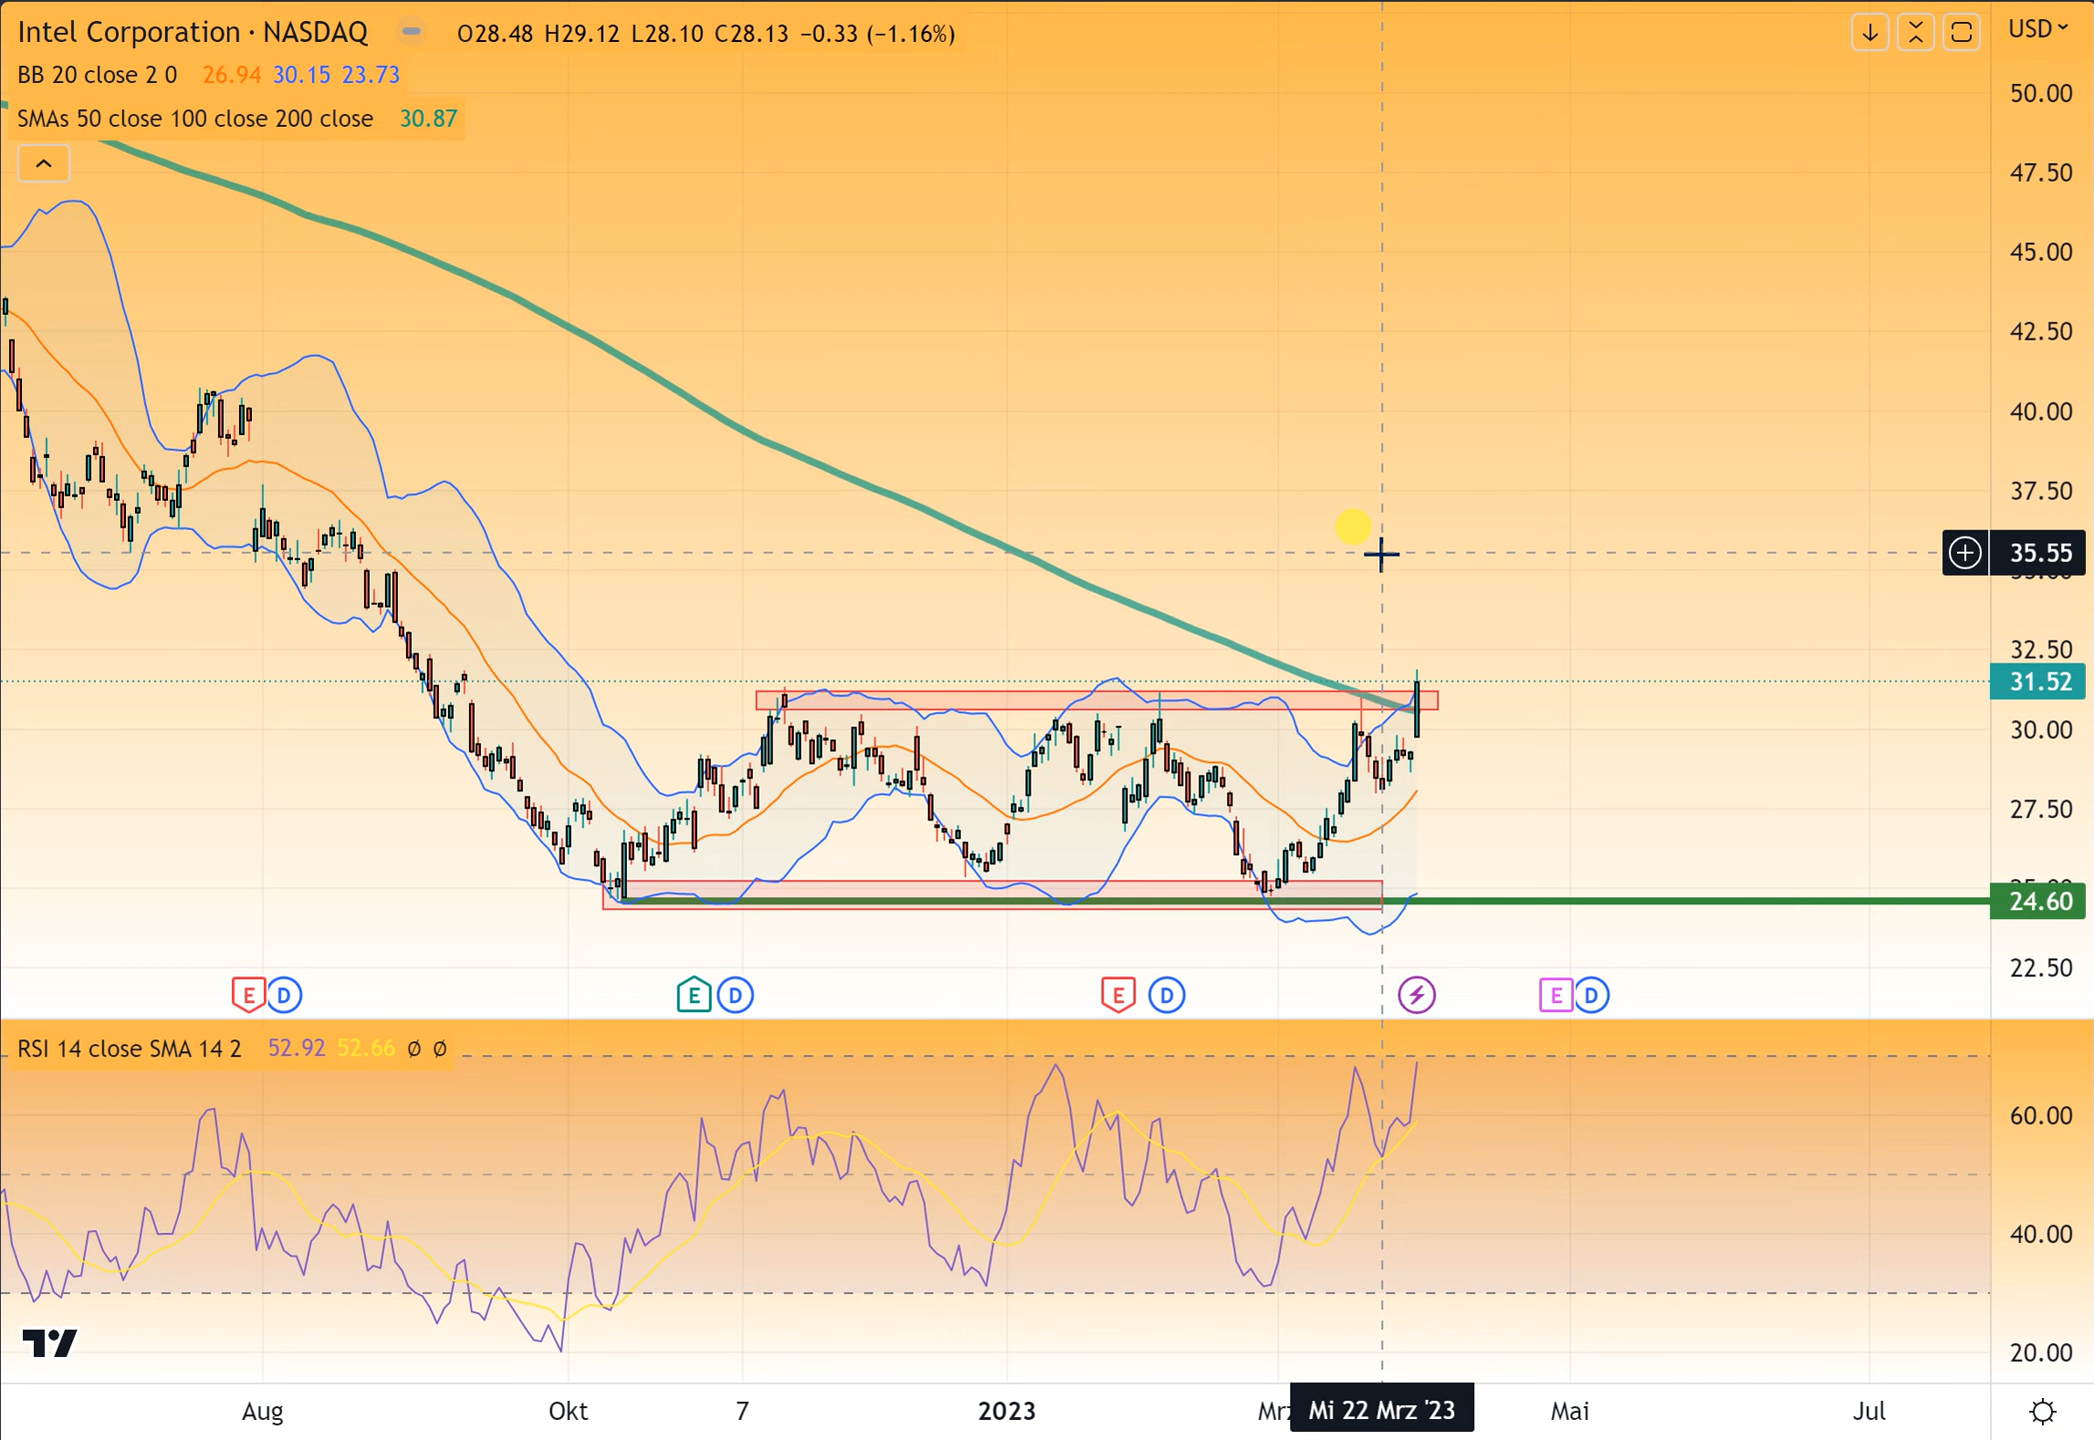 Intel Corporation · NASDAQ O28.48 H29.12 L28.10 C28.13 −0.33 (−1.16%) USD
BB 20 close 2 0 26.94 30.15 23.73
50.00
SMAs 50 close 100 close 200 close 30.87
47.50
45.00
42.50
40.00
37.50
35.55
32.50
31.52
30.00
27.50
24.60
22.50
E D E D E D E D
RSI 14 close SMA 14 2 52.92 52.66 Ø Ø
60.00
40.00
20.00
Aug Okt 7 2023 Mrz Mi 22 Mrz '23 Mai Jul